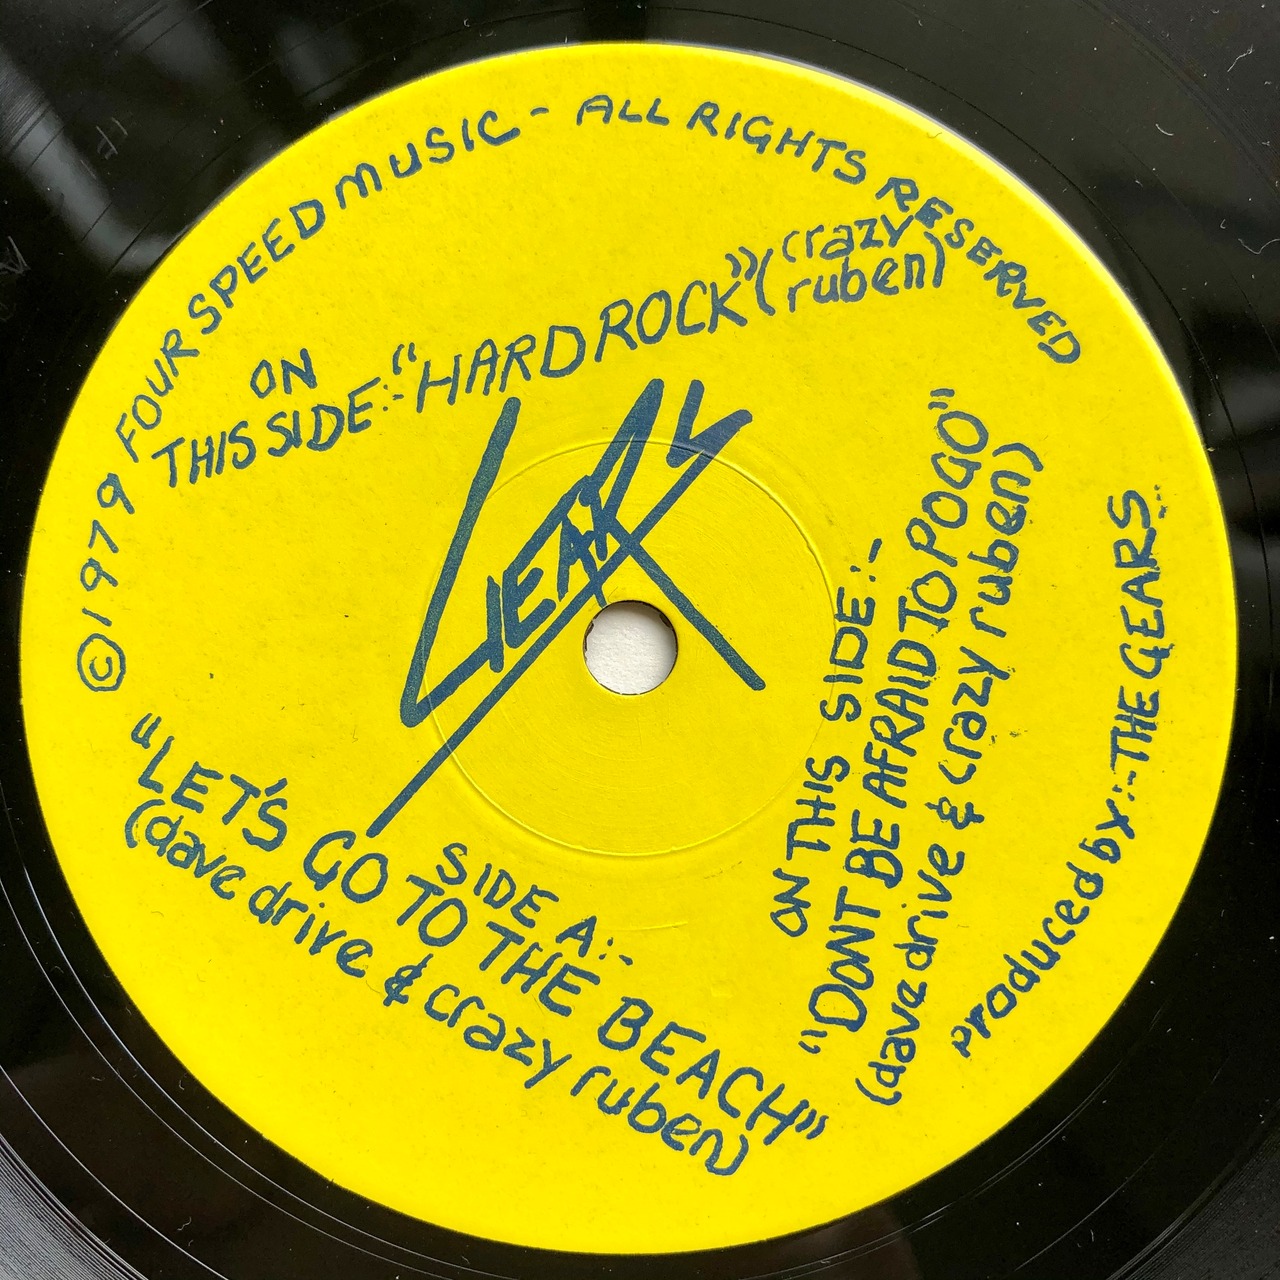 ©1979 FOUR SPEED MUSIC - ALL RIGHTS RESERVED
ON
THIS SIDE:- "HARD ROCK" (crazy
ruben)
GEARS
SIDE A:-
"LET'S GO TO THE BEACH"
(dave drive & crazy ruben)
ON THIS SIDE:-
"DONT BE AFRAID TO POGO"
(dave drive & crazy ruben)
produced by:- THE GEARS